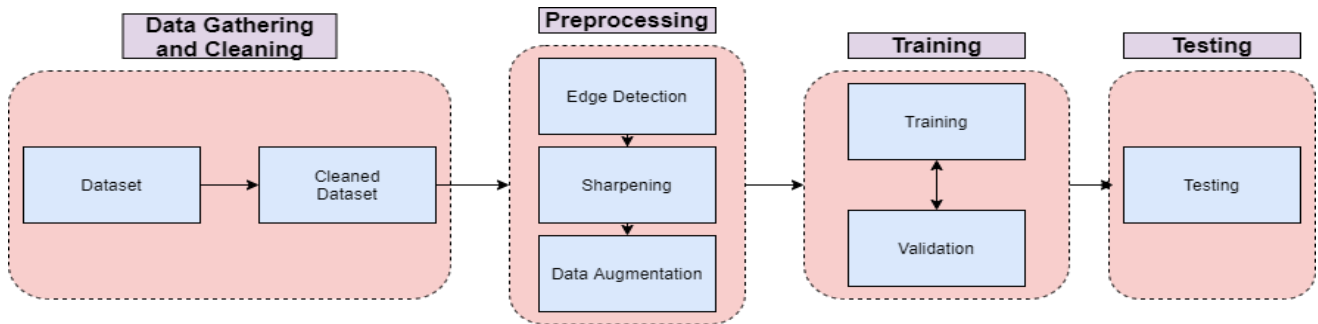 Data Gathering
and Cleaning
Dataset
Cleaned
Dataset
Preprocessing
Edge Detection
Sharpening
Data Augmentation
Training
Training
Validation
Testing
Testing